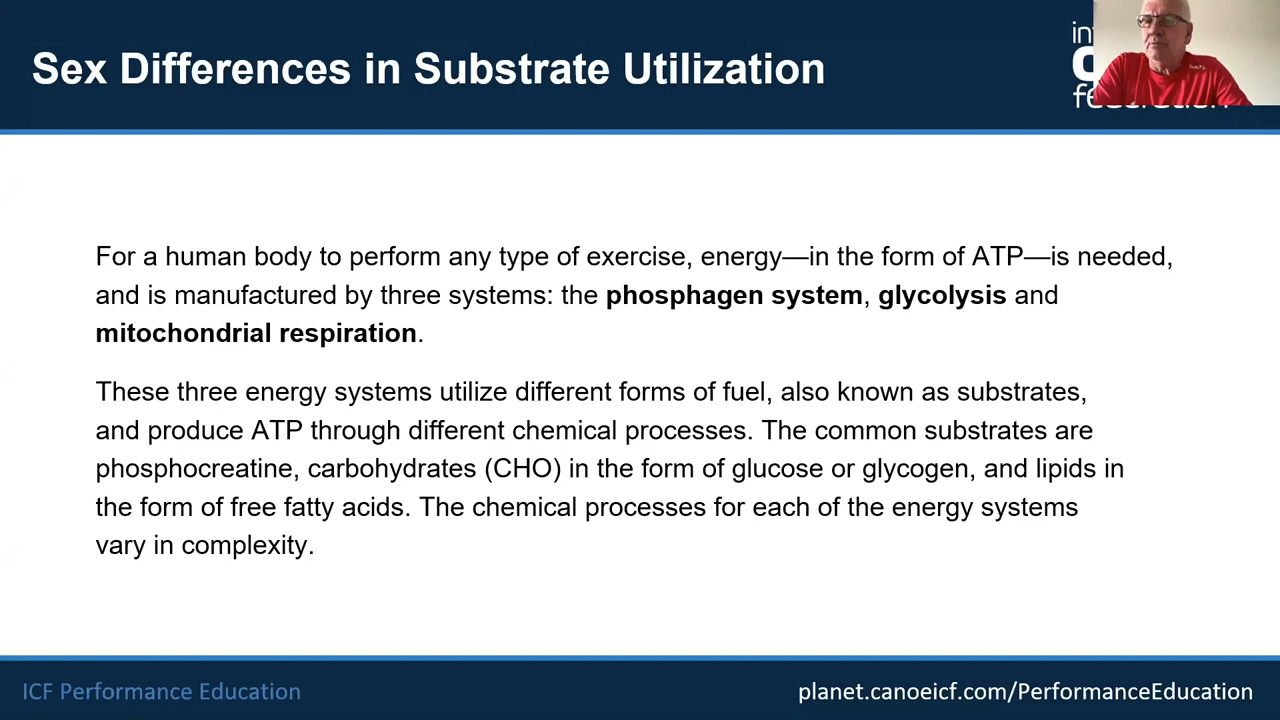 Sex Differences in Substrate Utilization
For a human body to perform any type of exercise, energy—in the form of ATP—is needed,
and is manufactured by three systems: the phosphagen system, glycolysis and
mitochondrial respiration.
These three energy systems utilize different forms of fuel, also known as substrates,
and produce ATP through different chemical processes. The common substrates are
phosphocreatine, carbohydrates (CHO) in the form of glucose or glycogen, and lipids in
the form of free fatty acids. The chemical processes for each of the energy systems
vary in complexity.
ICF Performance Education
planet.canoeicf.com/PerformanceEducation